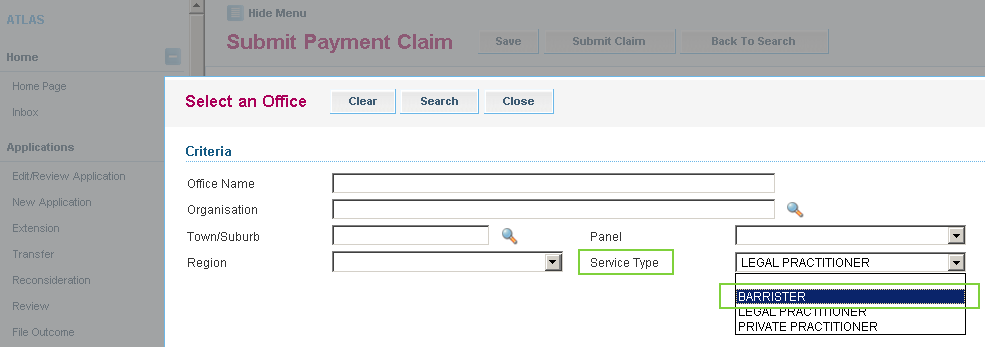 ATLAS
Hide Menu
Submit Payment Claim Save Submit Claim Back To Search
Home
Home Page
Inbox
Applications
Edit/Review Application
New Application
Extension
Transfer
Reconsideration
Review
File Outcome
Select an Office Clear Search Close
Criteria
Office Name
Organisation
Town/Suburb Panel
Region Service Type LEGAL PRACTITIONER
BARRISTER
LEGAL PRACTITIONER
PRIVATE PRACTITIONER